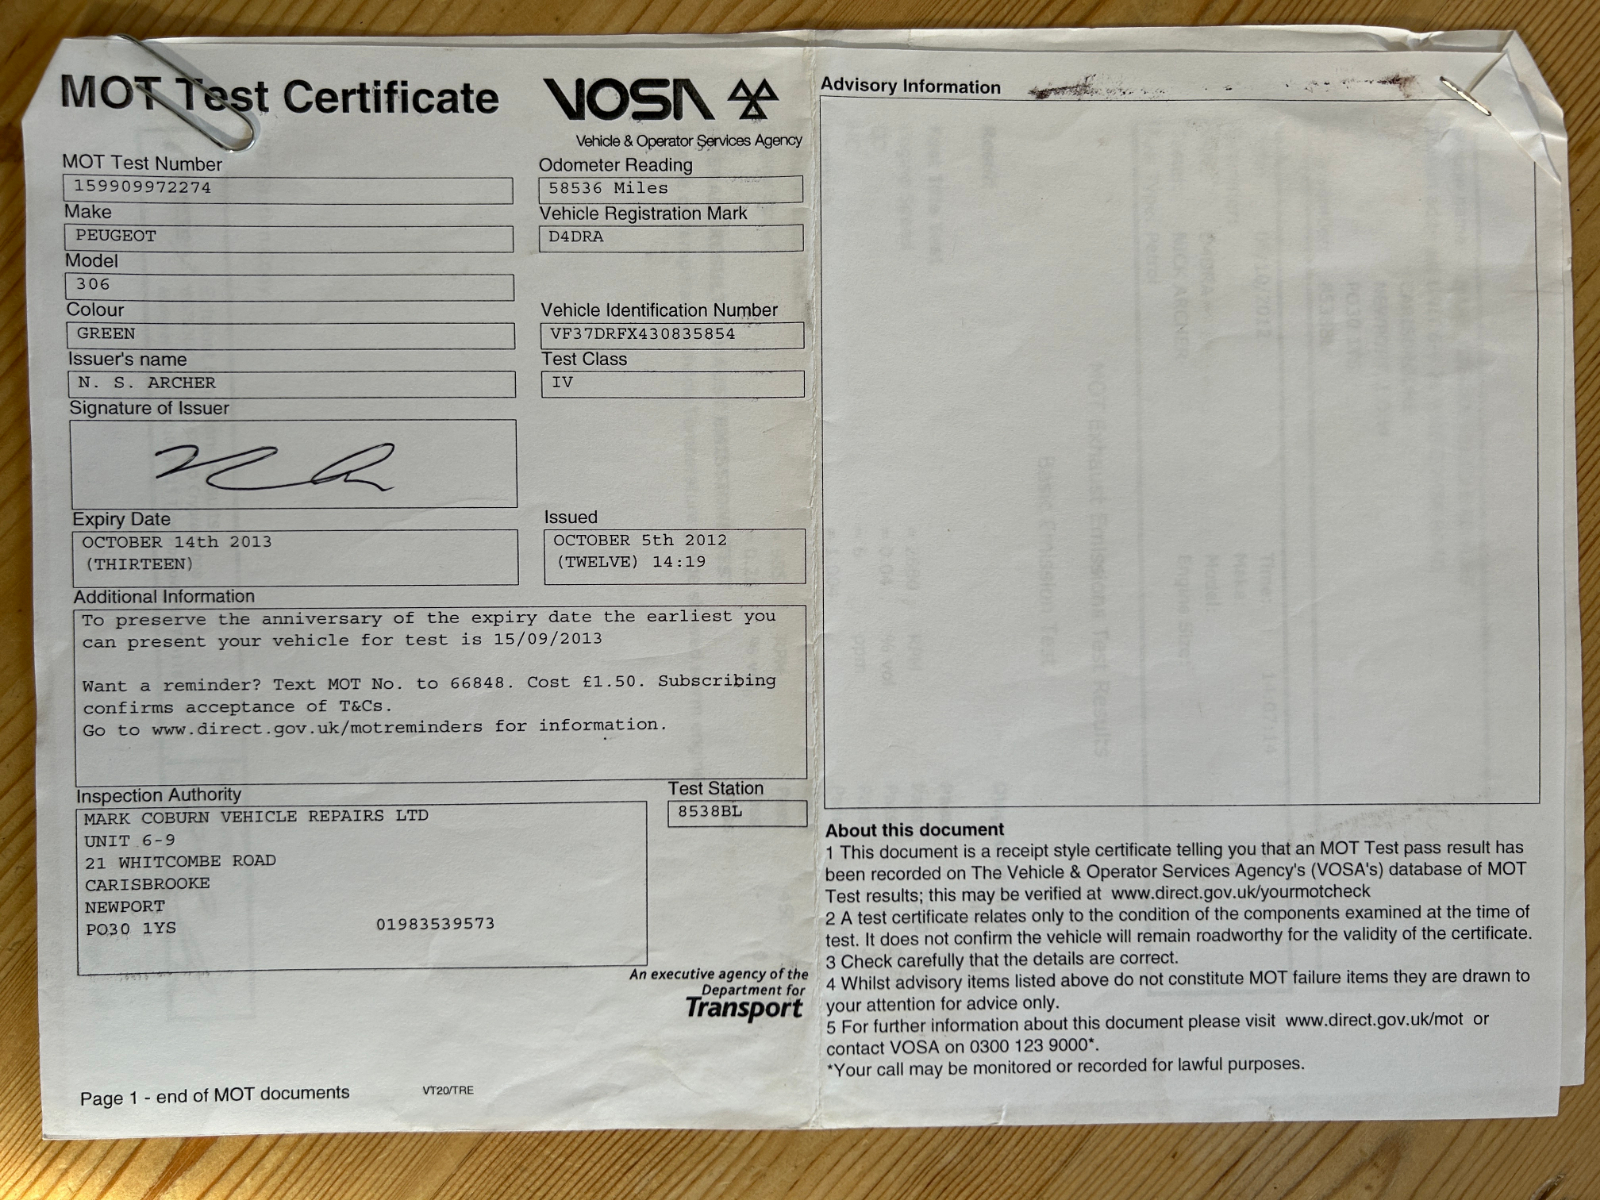 MOT Test Certificate
VOSA
Vehicle & Operator Services Agency
MOT Test Number
159909972274
Odometer Reading
58536 Miles
Make
PEUGEOT
Vehicle Registration Mark
D4DRA
Model
306
Colour
GREEN
Vehicle Identification Number
VF37DRFX430835854
Issuer's name
N. S. ARCHER
Test Class
IV
Signature of Issuer
Expiry Date
OCTOBER 14th 2013
(THIRTEEN)
Issued
OCTOBER 5th 2012
(TWELVE) 14:19
Additional Information
To preserve the anniversary of the expiry date the earliest you
can present your vehicle for test is 15/09/2013
Want a reminder? Text MOT No. to 66848. Cost £1.50. Subscribing
confirms acceptance of T&Cs.
Go to www.direct.gov.uk/motreminders for information.
Inspection Authority
MARK COBURN VEHICLE REPAIRS LTD
UNIT 6-9
21 WHITCOMBE ROAD
CARISBROOKE
NEWPORT
PO30 1YS 01983539573
Test Station
8538BL
An executive agency of the
Department for
Transport
Page 1 - end of MOT documents
VT20/TRE
Advisory Information
About this document
1 This document is a receipt style certificate telling you that an MOT Test pass result has
been recorded on The Vehicle & Operator Services Agency's (VOSA's) database of MOT
Test results; this may be verified at www.direct.gov.uk/yourmotcheck
2 A test certificate relates only to the condition of the components examined at the time of
test. It does not confirm the vehicle will remain roadworthy for the validity of the certificate.
3 Check carefully that the details are correct.
4 Whilst advisory items listed above do not constitute MOT failure items they are drawn to
your attention for advice only.
5 For further information about this document please visit www.direct.gov.uk/mot or
contact VOSA on 0300 123 9000*.
*Your call may be monitored or recorded for lawful purposes.